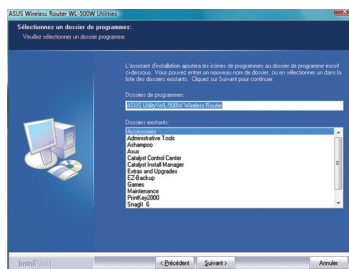 ASUS Wireless Router WL-500W Utilities
Sélectionnez un dossier de programmes:
Veuillez sélectionner un dossier programme.
L'assistant d'installation ajoutera les icônes de programmes au dossier de programme inscrit
ci-dessous. Vous pouvez entrer un nouveau nom de dossier, ou en sélectionner un dans la
liste des dossiers existants. Cliquez sur Suivant pour continuer.
Dossiers de programmes:
ASUS Utility\WL-500W Wireless Router
Dossiers existants:
Accessories
Administrative Tools
Ashampoo
Asus
Catalyst Control Center
Catalyst Install Manager
Extras and Upgrades
EZ-Backup
Games
Maintenance
PrintKey2000
SnagIt 6
InstallShield
< Précédent Suivant > Annuler